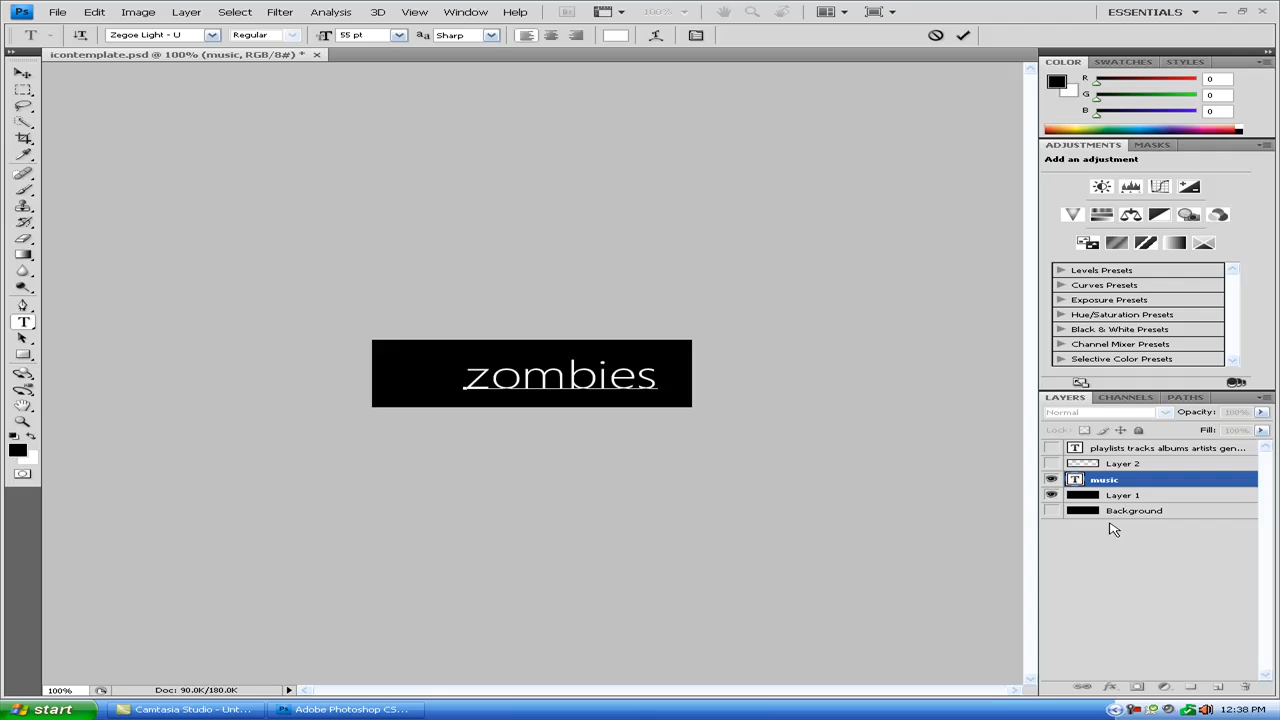 Ps File Edit Image Layer Select Filter Analysis 3D View Window Help Br 100% ESSENTIALS
T Zegoe Light - U Regular 55 pt Sharp
icontemplate.psd @ 100% (music, RGB/8#) *
COLOR SWATCHES STYLES
R 0
G 0
B 0
ADJUSTMENTS MASKS
Add an adjustment
Levels Presets
Curves Presets
Exposure Presets
Hue/Saturation Presets
Black & White Presets
Channel Mixer Presets
Selective Color Presets
zombies
LAYERS CHANNELS PATHS
Normal Opacity: 100%
Lock: Fill: 100%
T playlists tracks albums artists gen...
Layer 2
T music
Layer 1
Background
100% Doc: 90.0K/180.0K
start Camtasia Studio - Unt... Adobe Photoshop CS... 12:38 PM